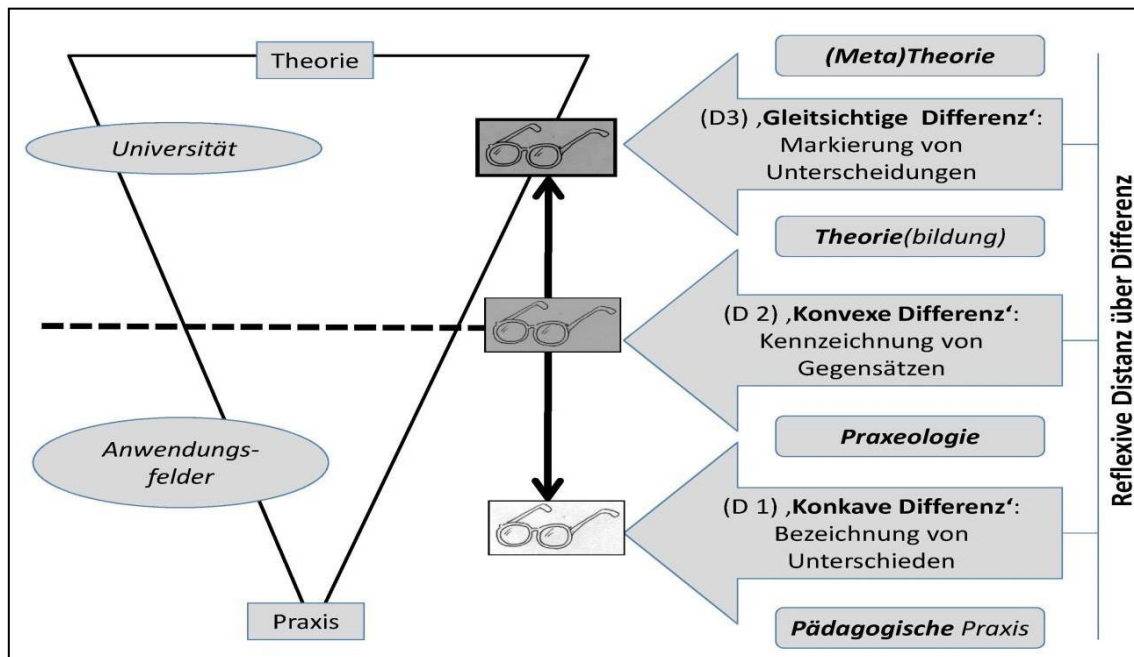 Theorie
Universität
Anwendungs-
felder
Praxis
(Meta)Theorie
(D3) ‚Gleitsichtige Differenz‘:
Markierung von
Unterscheidungen
Theorie(bildung)
(D 2) ‚Konvexe Differenz‘:
Kennzeichnung von
Gegensätzen
Praxeologie
(D 1) ‚Konkave Differenz‘:
Bezeichnung von
Unterschieden
Pädagogische Praxis
Reflexive Distanz über Differenz